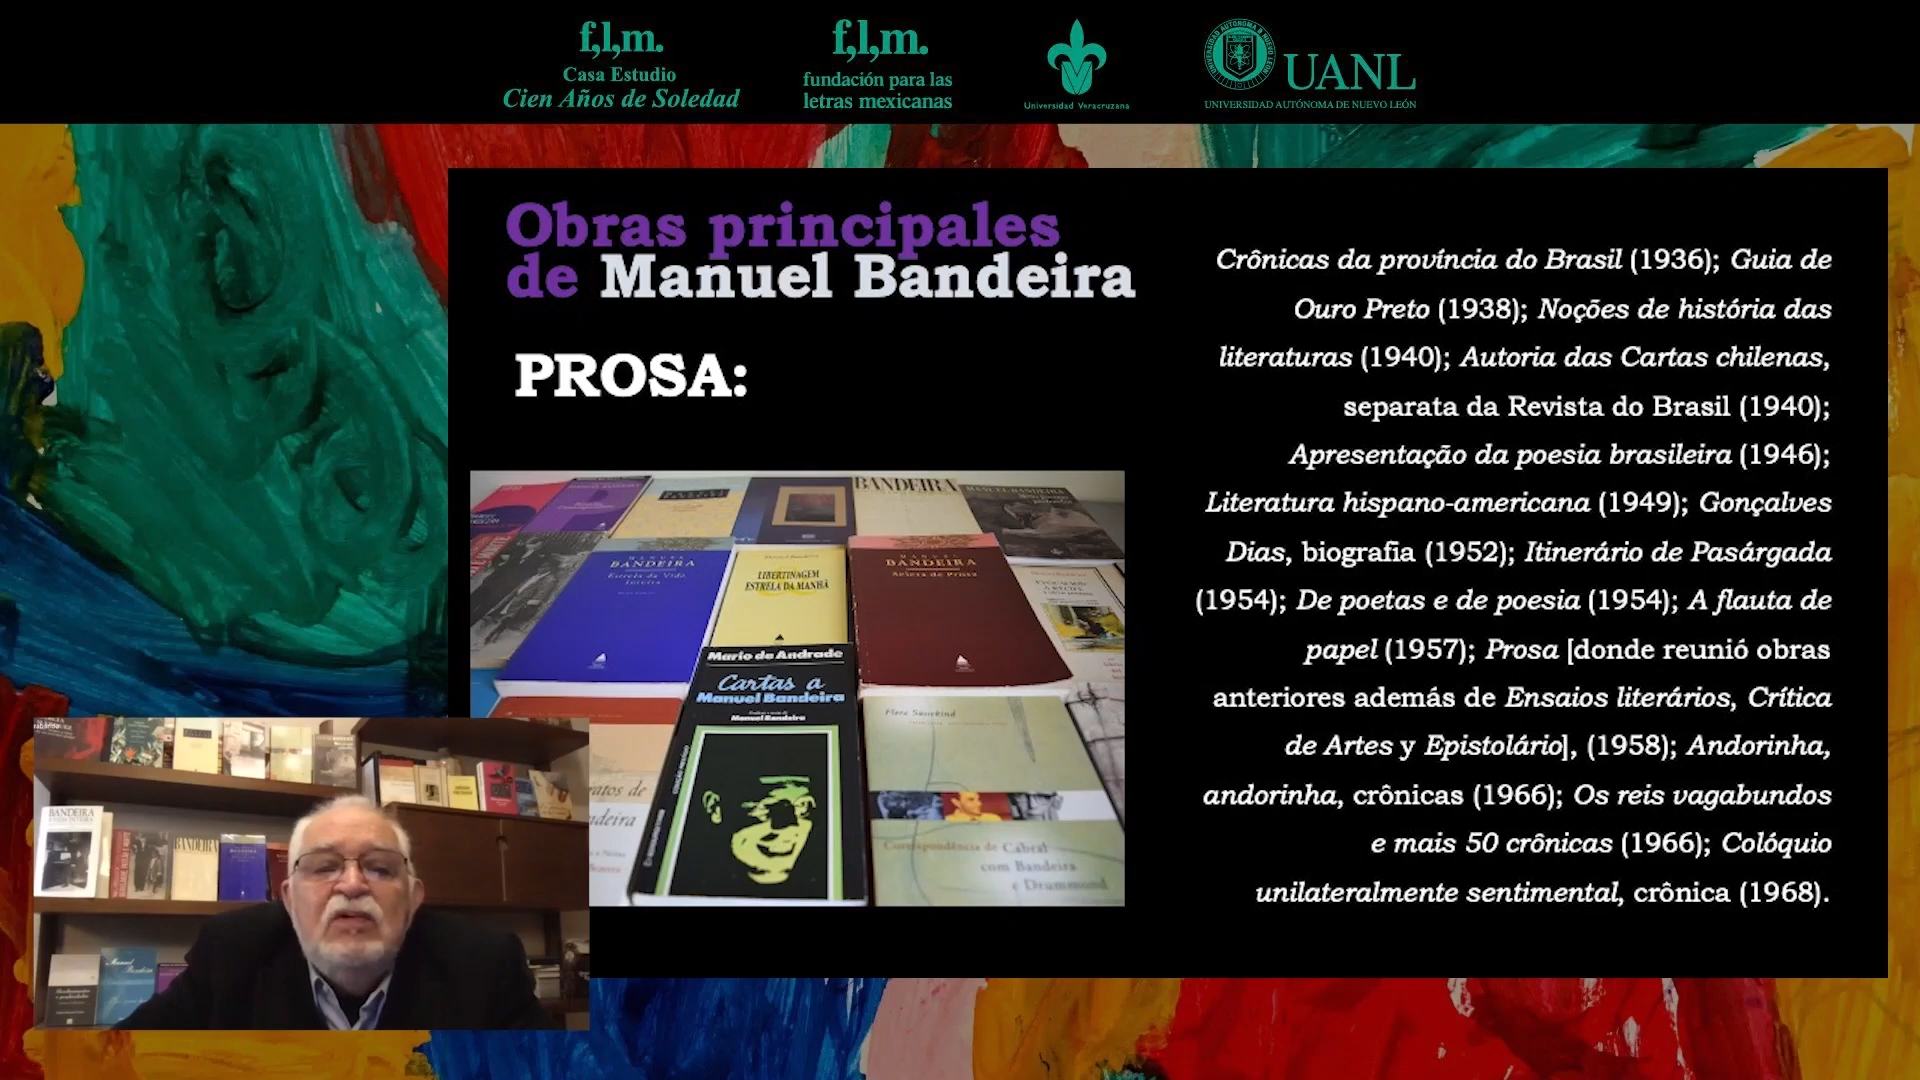 f,l,m.
Casa Estudio
Cien Años de Soledad
f,l,m.
fundación para las
letras mexicanas
Universidad Veracruzana
UANL
UNIVERSIDAD AUTÓNOMA DE NUEVO LEÓN
Obras principales
de Manuel Bandeira
PROSA:
Crônicas da província do Brasil (1936); Guia de
Ouro Preto (1938); Noções de história das
literaturas (1940); Autoria das Cartas chilenas,
separata da Revista do Brasil (1940);
Apresentação da poesia brasileira (1946);
Literatura hispano-americana (1949); Gonçalves
Dias, biografia (1952); Itinerário de Pasárgada
(1954); De poetas e de poesia (1954); A flauta de
papel (1957); Prosa [donde reunió obras
anteriores además de Ensaios literários, Crítica
de Artes y Epistolário], (1958); Andorinha,
andorinha, crônicas (1966); Os reis vagabundos
e mais 50 crônicas (1966); Colóquio
unilateralmente sentimental, crônica (1968).
BANDEIRA
MANUEL BANDEIRA
MANUEL
BANDEIRA
Estrela da Vida
Inteira
LIBERTINAGEM
ESTRELA DA MANHÃ
MANUEL
BANDEIRA
Seleta de Prosa
Mario de Andrade
Cartas a
Manuel Bandeira
Manuel Bandeira
Flora Süssekind
Correspondência de Cabral
com Bandeira
e Drummond
BANDEIRA
BANDEIRA